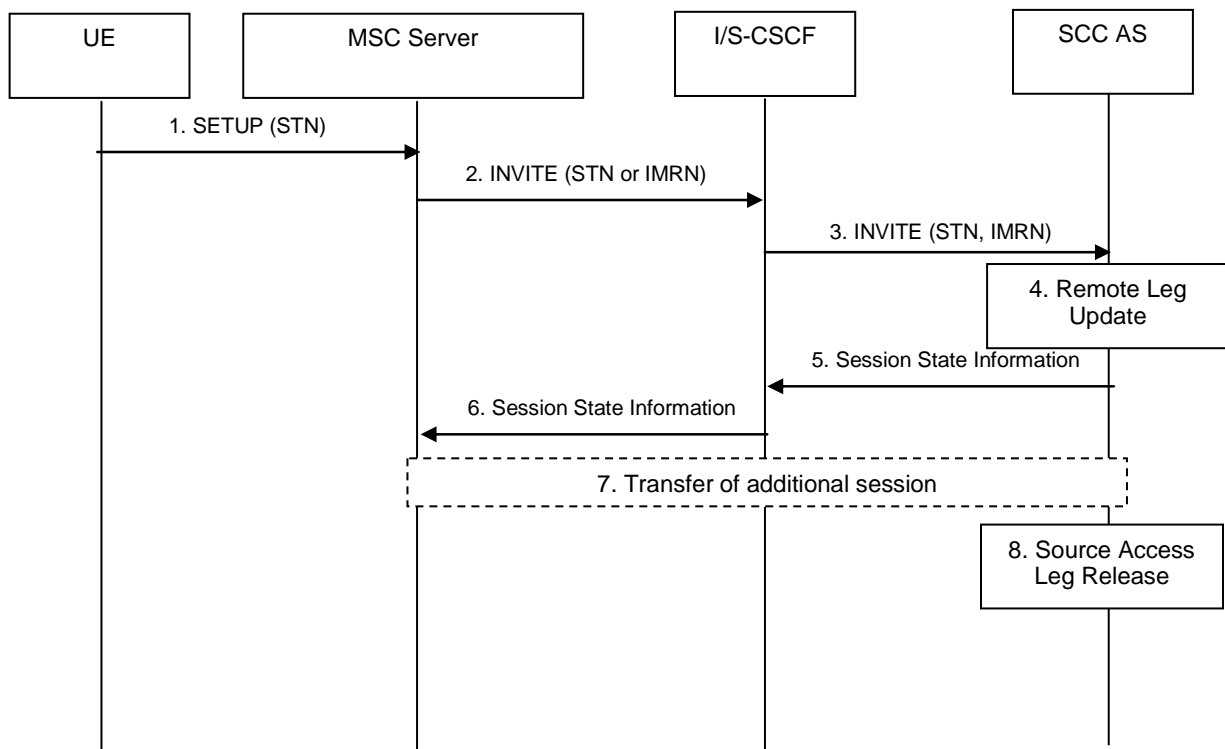 UE
MSC Server
I/S-CSCF
SCC AS
1. SETUP (STN)
2. INVITE (STN or IMRN)
3. INVITE (STN, IMRN)
4. Remote Leg
Update
5. Session State Information
6. Session State Information
7. Transfer of additional session
8. Source Access
Leg Release